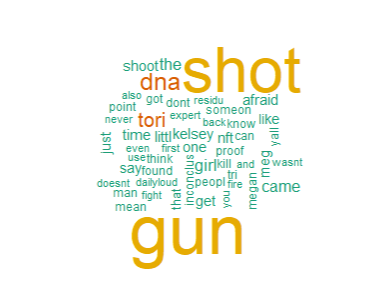 shoot the shot
dna
also got dont residu afraid
point someon
never tori expert back know like
just time littl kelsey nft can yall
even first one proof
use think girl kill and meg wasnt
say found
doesnt dailyloud inconclus peopl tri came
man fight that get you fire megan
mean
gun